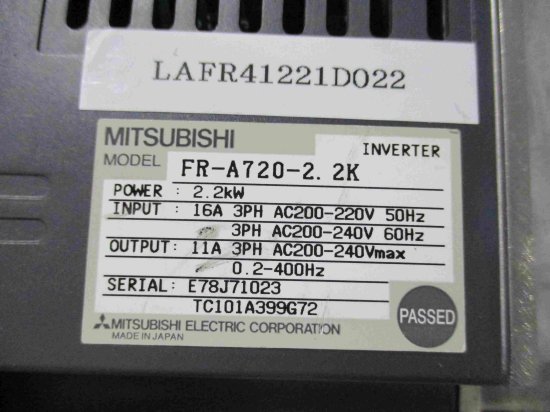 LAFR41221D022
MITSUBISHI
INVERTER
MODEL FR-A720-2.2K
POWER : 2.2kW
INPUT : 16A 3PH AC200-220V 50Hz
3PH AC200-240V 60Hz
OUTPUT: 11A 3PH AC200-240Vmax
0.2-400Hz
SERIAL: E78J71023
TC101A399G72
PASSED
MITSUBISHI ELECTRIC CORPORATION
MADE IN JAPAN